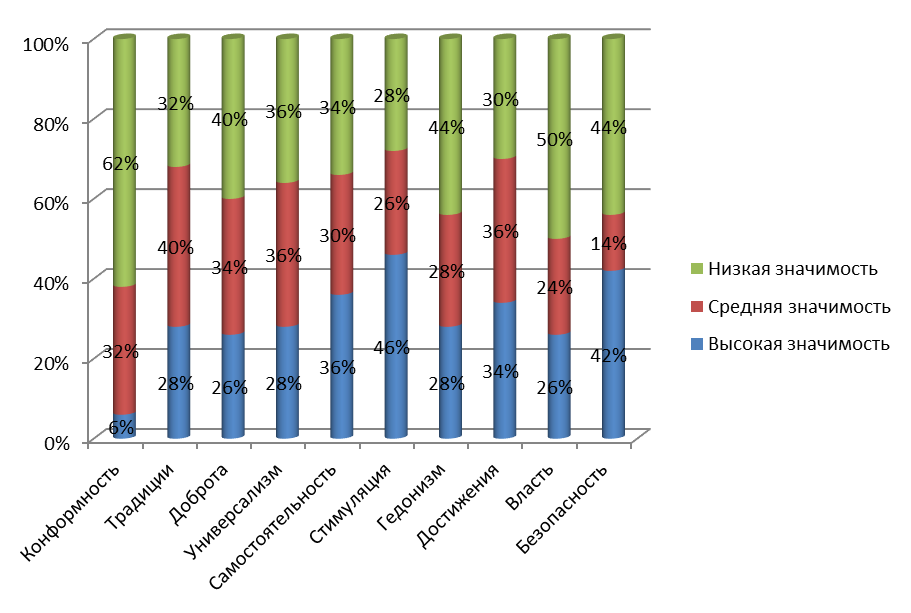 100%
80%
60%
40%
20%
0%
62%
32%
6%
32%
40%
28%
40%
34%
26%
36%
36%
28%
34%
30%
36%
28%
26%
46%
44%
28%
28%
30%
36%
34%
50%
24%
26%
44%
14%
42%
Конформность
Традиции
Доброта
Универсализм
Самостоятельность
Стимуляция
Гедонизм
Достижения
Власть
Безопасность
Низкая значимость
Средняя значимость
Высокая значимость